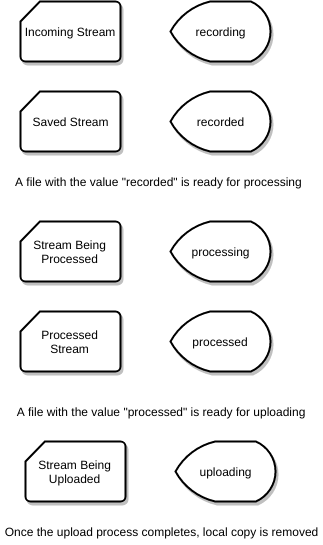 Incoming Stream
recording
Saved Stream
recorded
A file with the value "recorded" is ready for processing
Stream Being
Processed
processing
Processed
Stream
processed
A file with the value "processed" is ready for uploading
Stream Being
Uploaded
uploading
Once the upload process completes, local copy is removed